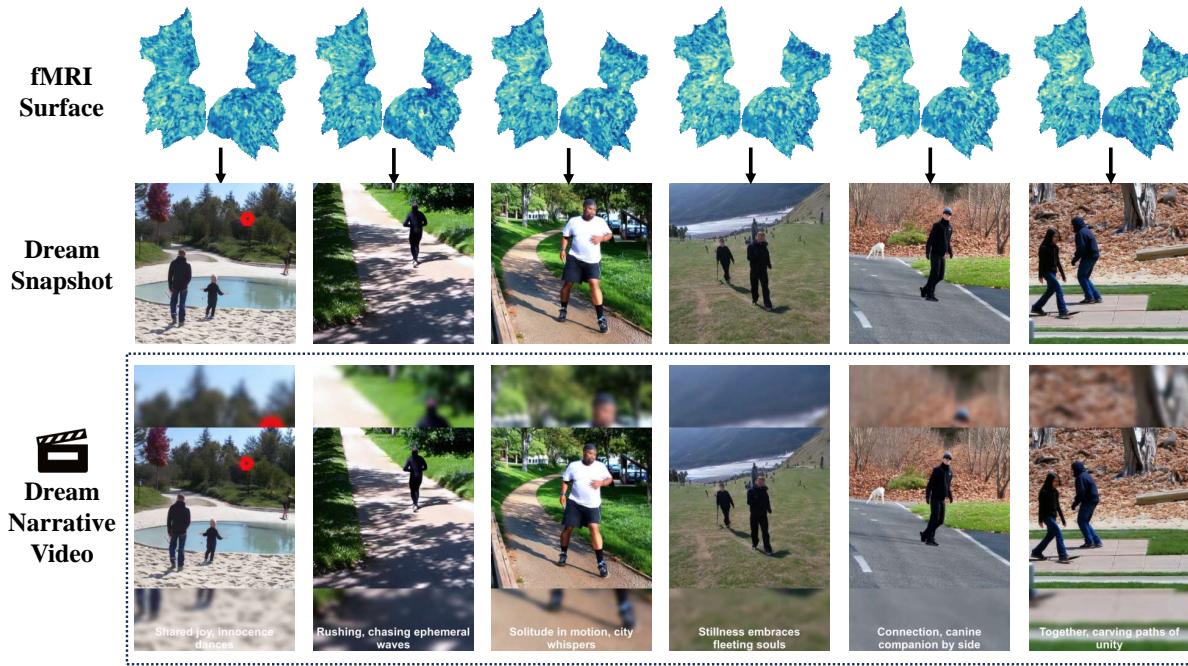 fMRI
Surface
Dream
Snapshot
Dream
Narrative
Video
Shared joy, innocence
dances
Rushing, chasing ephemeral
waves
Solitude in motion, city
whispers
Stillness embraces
fleeting souls
Connection, canine
companion by side
Together, carving paths of
unity